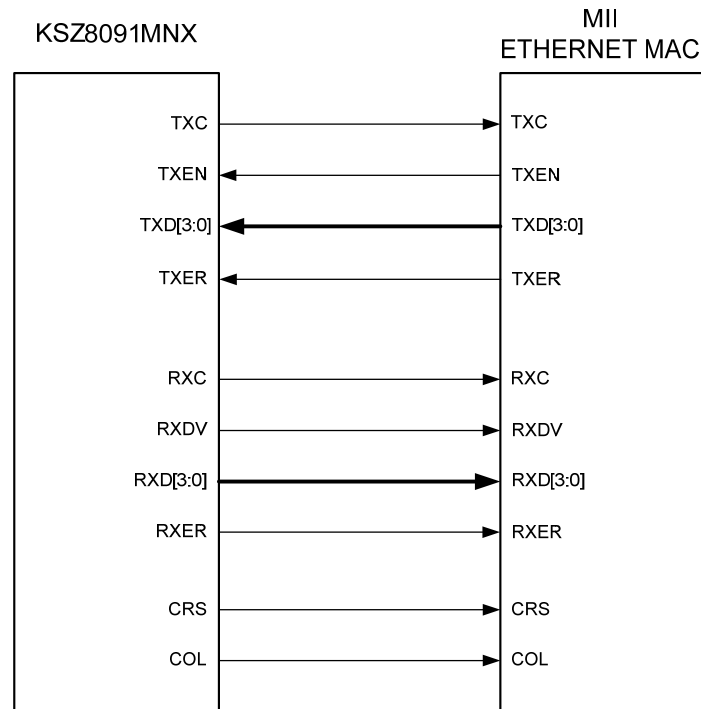 KSZ8091MNX
MII
ETHERNET MAC
TXC TXC
TXEN TXEN
TXD[3:0] TXD[3:0]
TXER TXER
RXC RXC
RXDV RXDV
RXD[3:0] RXD[3:0]
RXER RXER
CRS CRS
COL COL